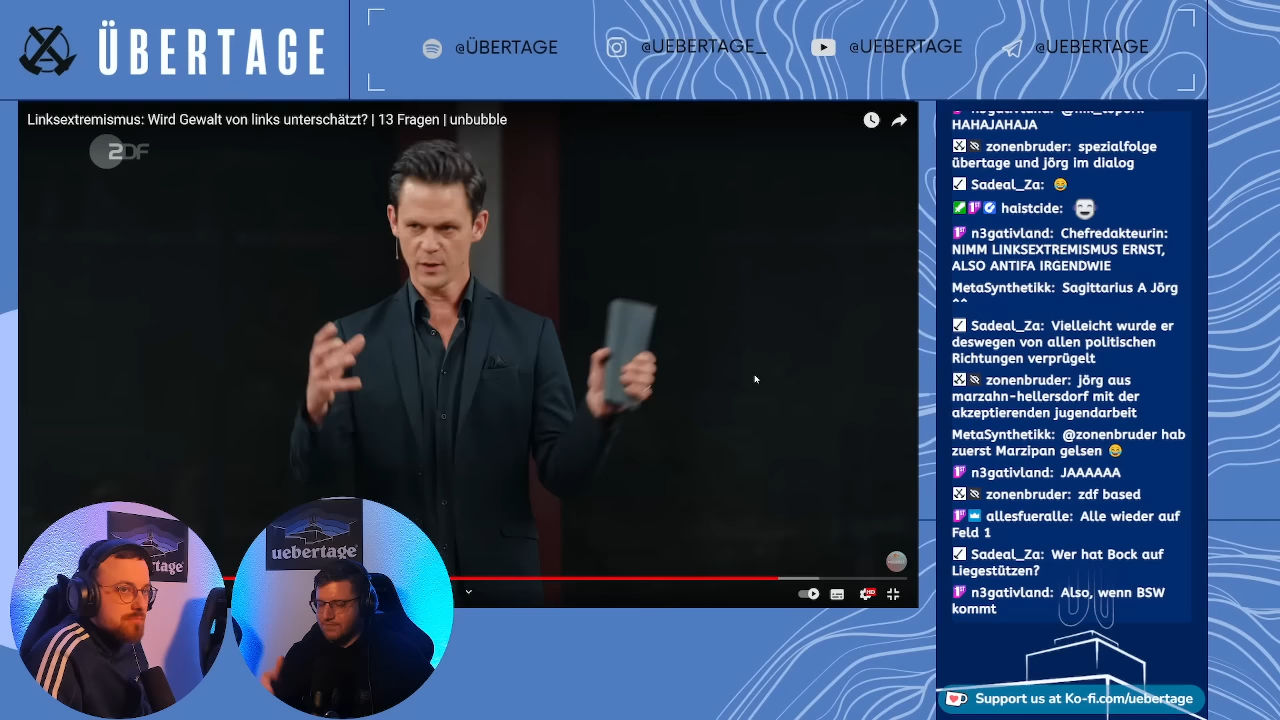 ÜBERTAGE
@ÜBERTAGE
@UEBERTAGE_
@UEBERTAGE
@UEBERTAGE
Linksextremismus: Wird Gewalt von links unterschätzt? | 13 Fragen | unbubble
ZDF
HAHAJAHAJA
zonenbruder: spezialfolge
übertage und jörg im dialog
Sadeal_Za: 😂
haistcide:
n3gativland: Chefredakteurin:
NIMM LINKSEXTREMISMUS ERNST,
ALSO ANTIFA IRGENDWIE
MetaSynthetikk: Sagittarius A Jörg
^^
Sadeal_Za: Vielleicht wurde er
deswegen von allen politischen
Richtungen verprügelt
zonenbruder: jörg aus
marzahn-hellersdorf mit der
akzeptierenden jugendarbeit
MetaSynthetikk: @zonenbruder hab
zuerst Marzipan gelsen 😂
n3gativland: JAAAAAA
zonenbruder: zdf based
allesfueralle: Alle wieder auf
Feld 1
Sadeal_Za: Wer hat Bock auf
Liegestützen?
n3gativland: Also, wenn BSW
kommt
uebertage
uebertage
HD
Support us at Ko-fi.com/uebertage